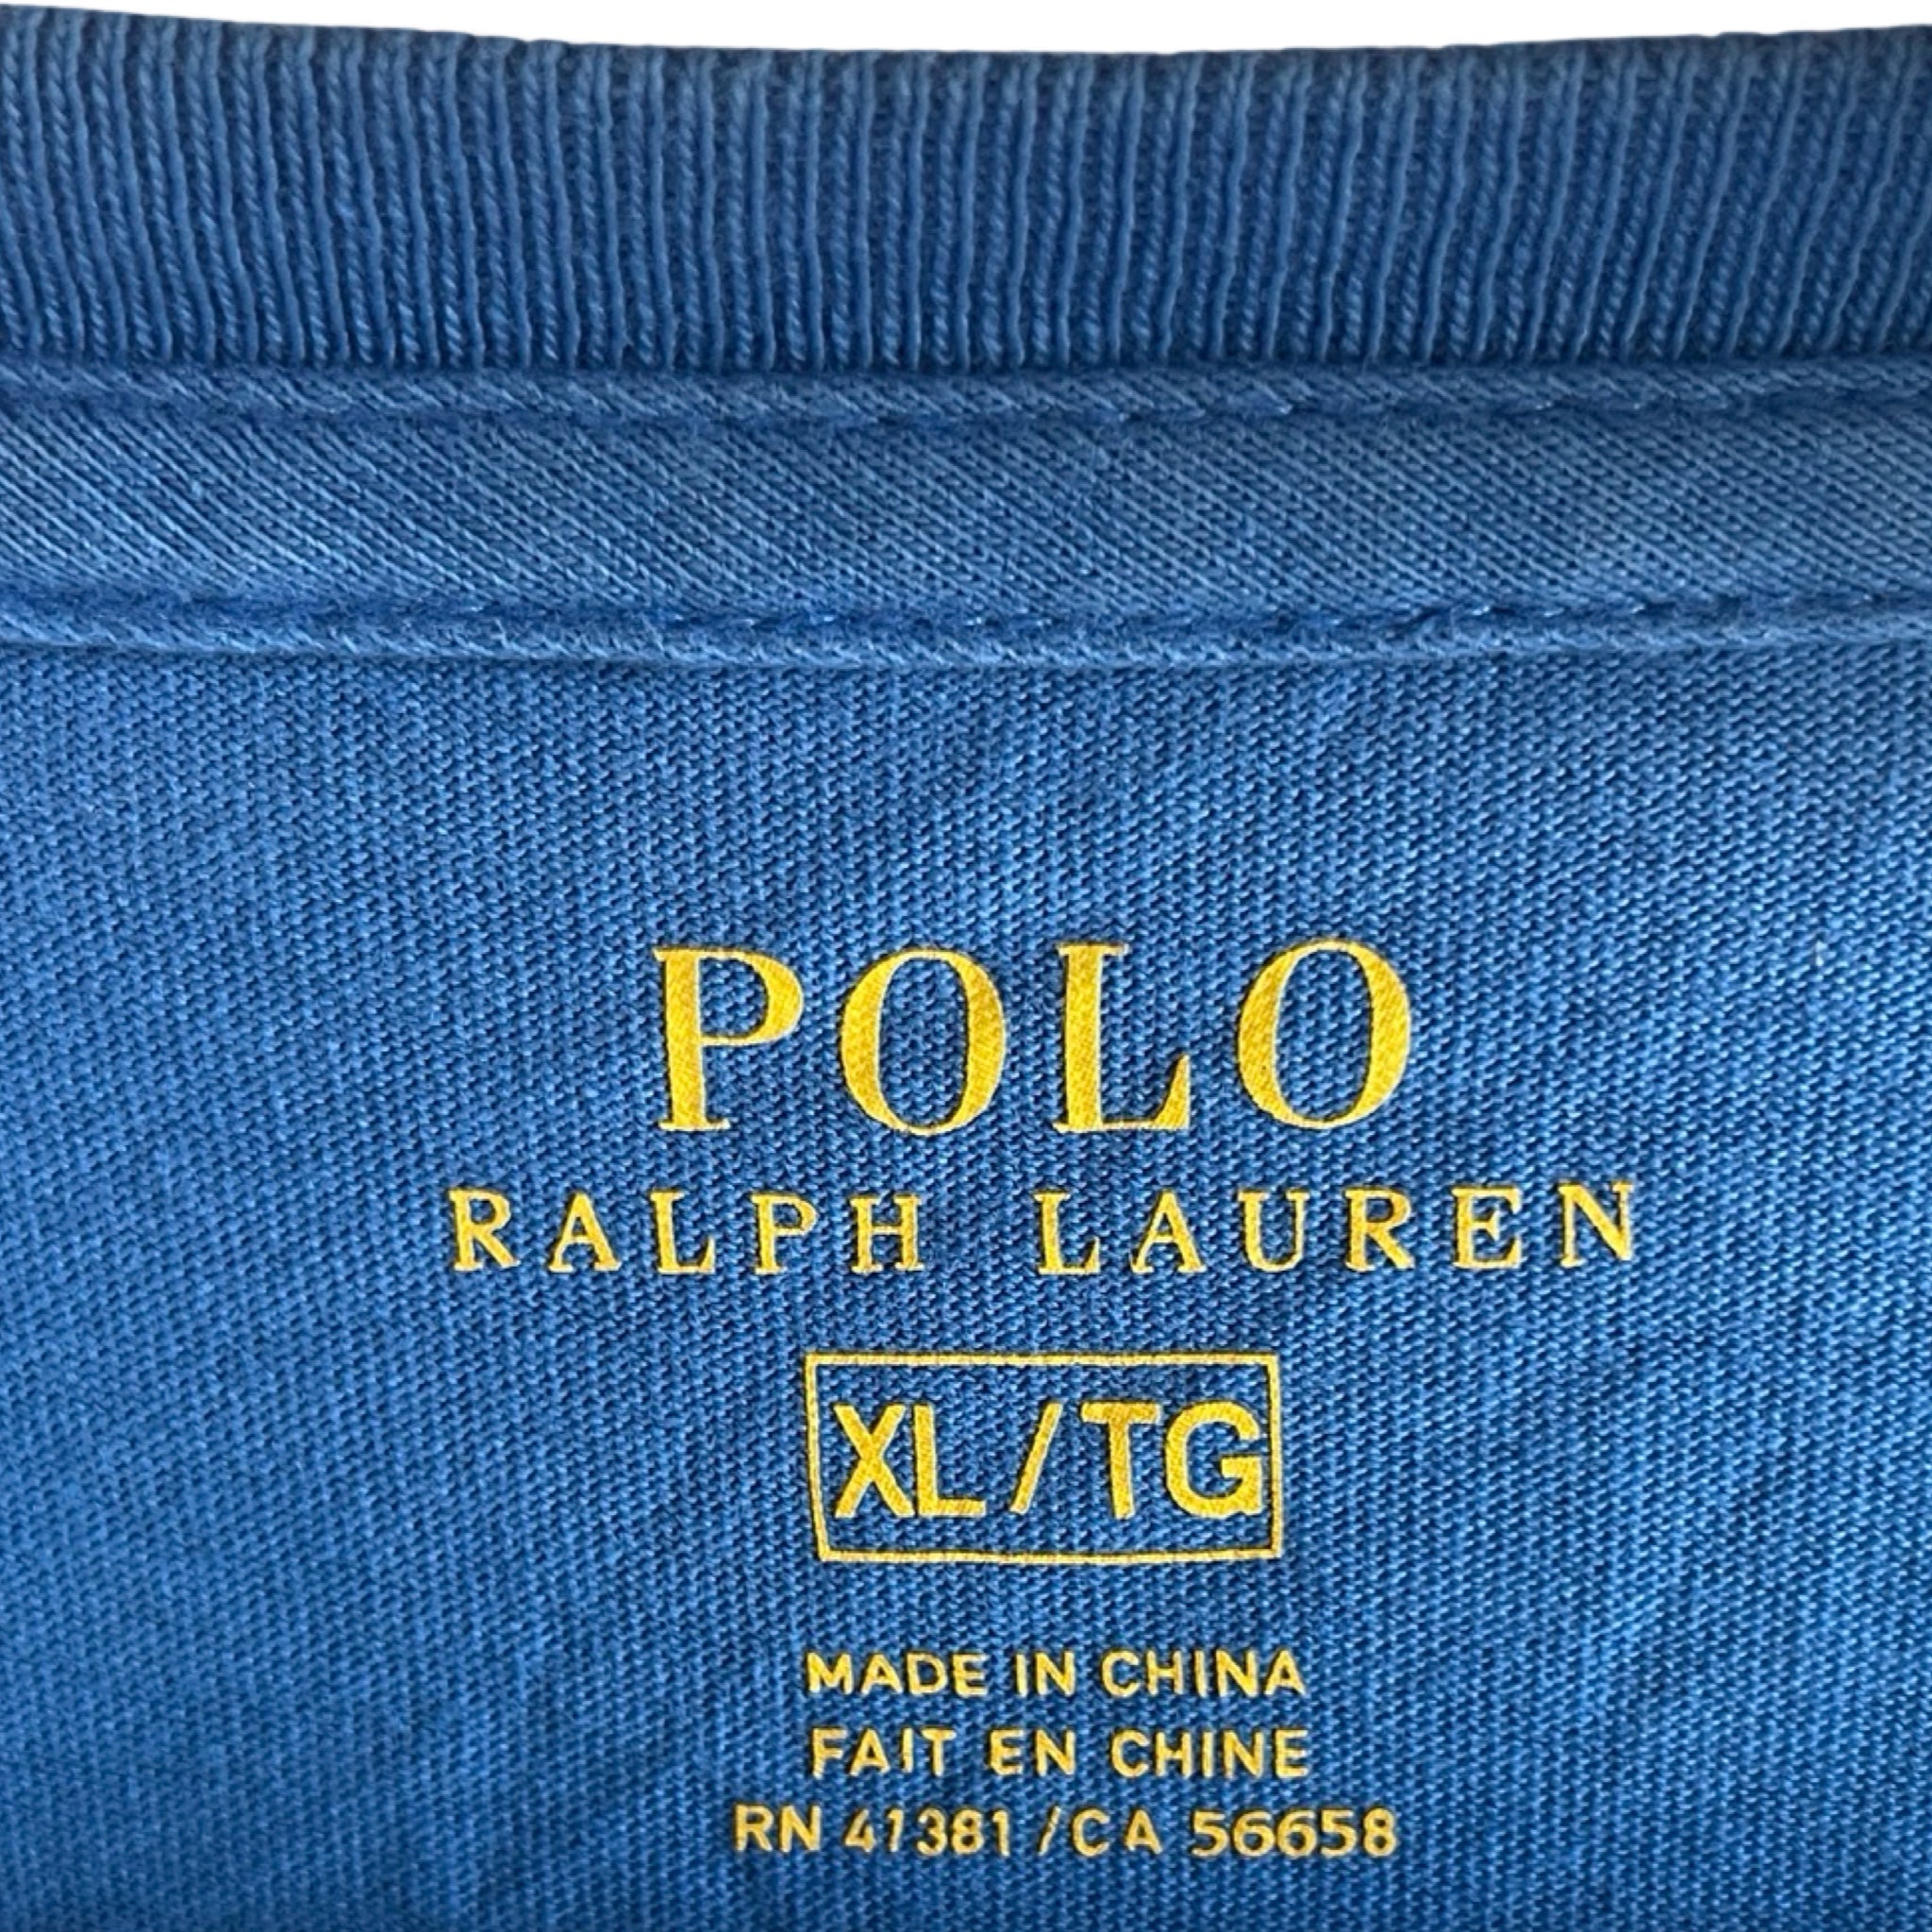 POLO
RALPH LAUREN
XL/TG
MADE IN CHINA
FAIT EN CHINE
RN 41381/CA 56658